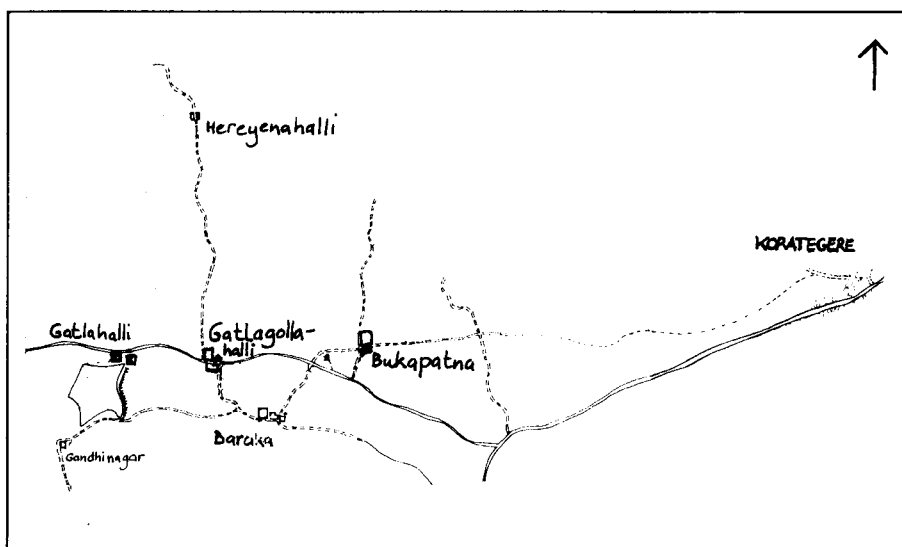 Hereyenahalli
KORATEGERE
Gatlahalli
Gatlagolla-
halli
Bukapatna
Baraka
Gandhinagar